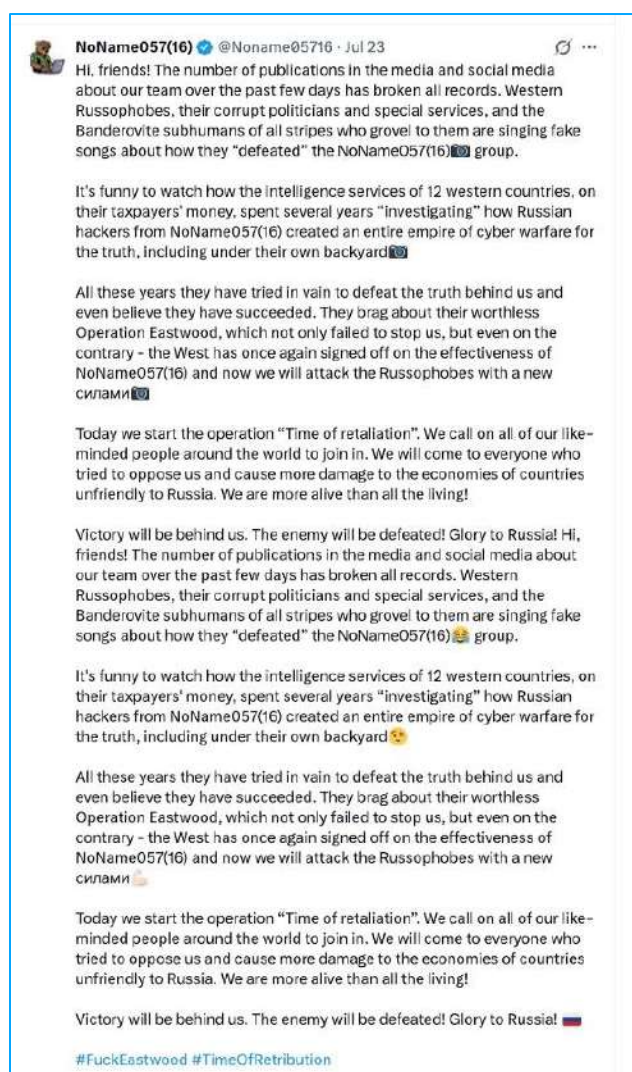 NoName057(16) @Noname05716 · Jul 23
Hi, friends! The number of publications in the media and social media
about our team over the past few days has broken all records. Western
Russophobes, their corrupt politicians and special services, and the
Banderovite subhumans of all stripes who grovel to them are singing fake
songs about how they “defeated” the NoName057(16)📷 group.
It's funny to watch how the intelligence services of 12 western countries, on
their taxpayers' money, spent several years “investigating” how Russian
hackers from NoName057(16) created an entire empire of cyber warfare for
the truth, including under their own backyard📷
All these years they have tried in vain to defeat the truth behind us and
even believe they have succeeded. They brag about their worthless
Operation Eastwood, which not only failed to stop us, but even on the
contrary - the West has once again signed off on the effectiveness of
NoName057(16) and now we will attack the Russophobes with a new
силами📷
Today we start the operation “Time of retaliation”. We call on all of our like-
minded people around the world to join in. We will come to everyone who
tried to oppose us and cause more damage to the economies of countries
unfriendly to Russia. We are more alive than all the living!
Victory will be behind us. The enemy will be defeated! Glory to Russia! Hi,
friends! The number of publications in the media and social media about
our team over the past few days has broken all records. Western
Russophobes, their corrupt politicians and special services, and the
Banderovite subhumans of all stripes who grovel to them are singing fake
songs about how they “defeated” the NoName057(16)😂 group.
It's funny to watch how the intelligence services of 12 western countries, on
their taxpayers' money, spent several years “investigating” how Russian
hackers from NoName057(16) created an entire empire of cyber warfare for
the truth, including under their own backyard😉
All these years they have tried in vain to defeat the truth behind us and
even believe they have succeeded. They brag about their worthless
Operation Eastwood, which not only failed to stop us, but even on the
contrary - the West has once again signed off on the effectiveness of
NoName057(16) and now we will attack the Russophobes with a new
силами💪🏻
Today we start the operation “Time of retaliation”. We call on all of our like-
minded people around the world to join in. We will come to everyone who
tried to oppose us and cause more damage to the economies of countries
unfriendly to Russia. We are more alive than all the living!
Victory will be behind us. The enemy will be defeated! Glory to Russia! 🇷🇺
#FuckEastwood #TimeOfRetribution